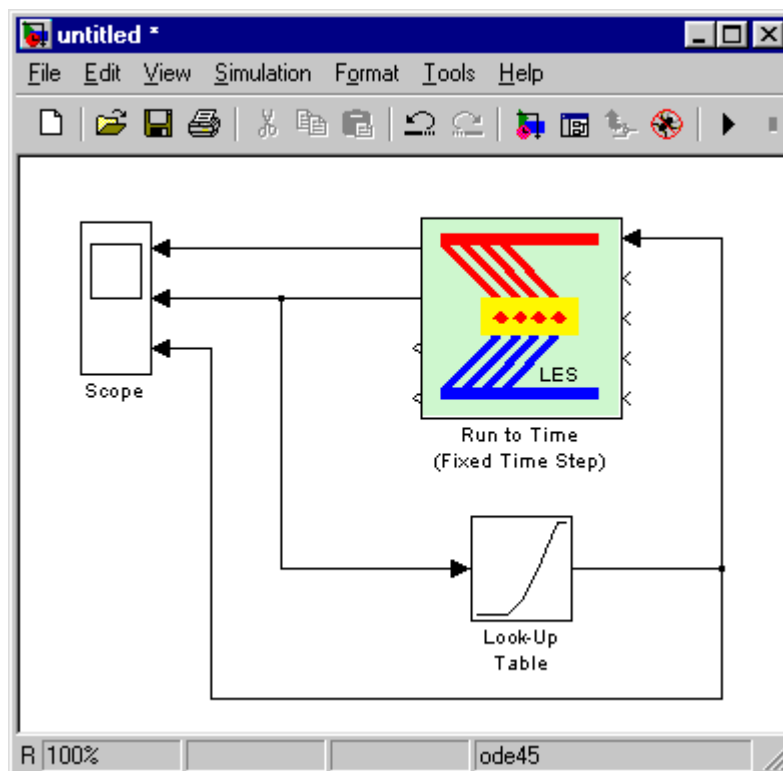 untitled *
File Edit View Simulation Format Tools Help
LES
Scope
Run to Time
(Fixed Time Step)
Look-Up
Table
R 100% ode45